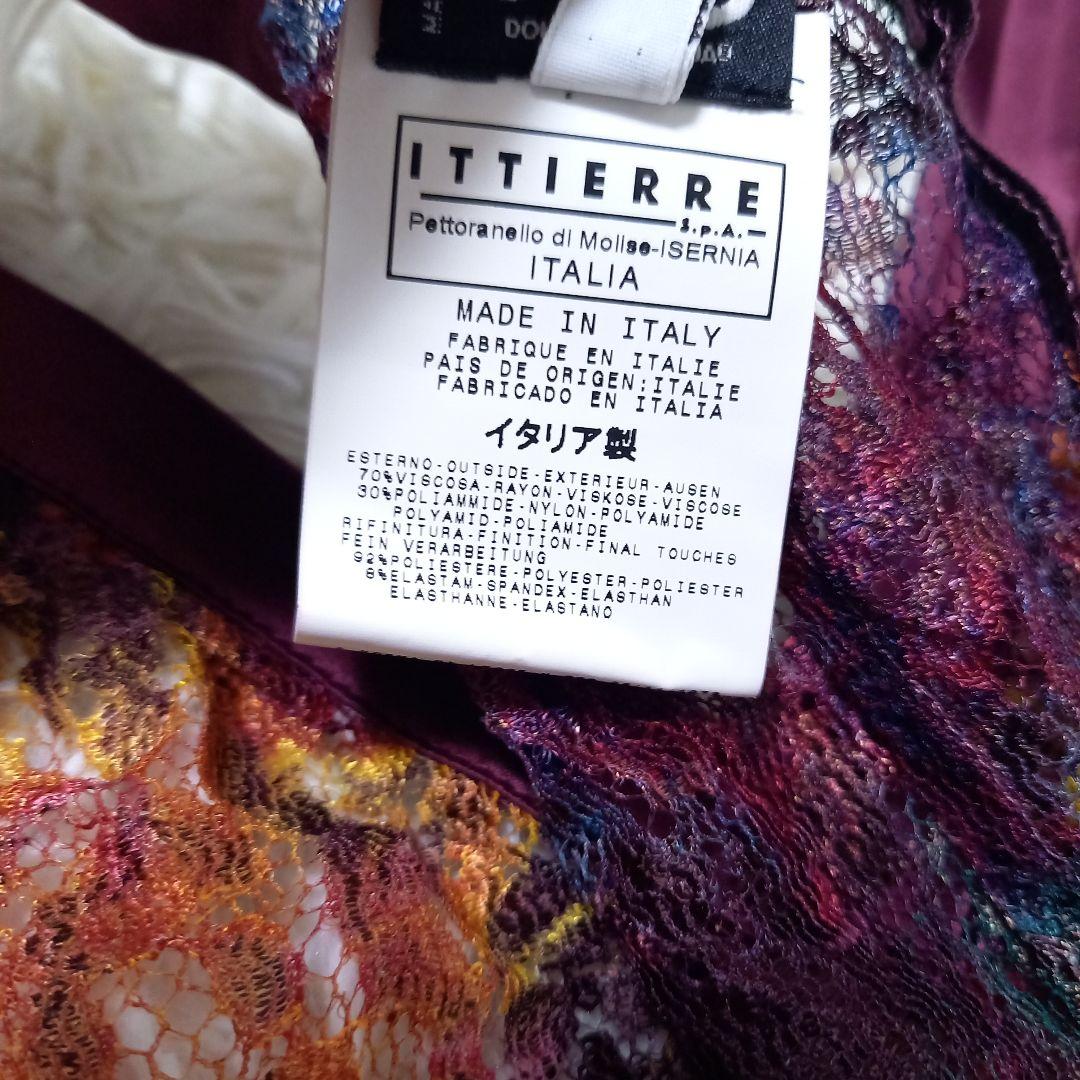 ITTIERRE
S.p.A.
Pettoranello di Molise-ISERNIA
ITALIA
MADE IN ITALY
FABRIQUE EN ITALIE
PAIS DE ORIGEN:ITALIE
FABRICADO EN ITALIA
イタリア製
ESTERNO-OUTSIDE-EXTERIEUR-AUSEN
70%VISCOSA-RAYON-VISKOSE-VISCOSE
30%POLIAMMIDE-NYLON-POLYAMIDE
POLYAMID-POLIAMIDE
RIFINITURA-FINITION-FINAL TOUCHES
FEIN VERARBEITUNG
92%POLIESTERE-POLYESTER-POLIESTER
8%ELASTAM-SPANDEX-ELASTHAN
ELASTHANNE-ELASTANO